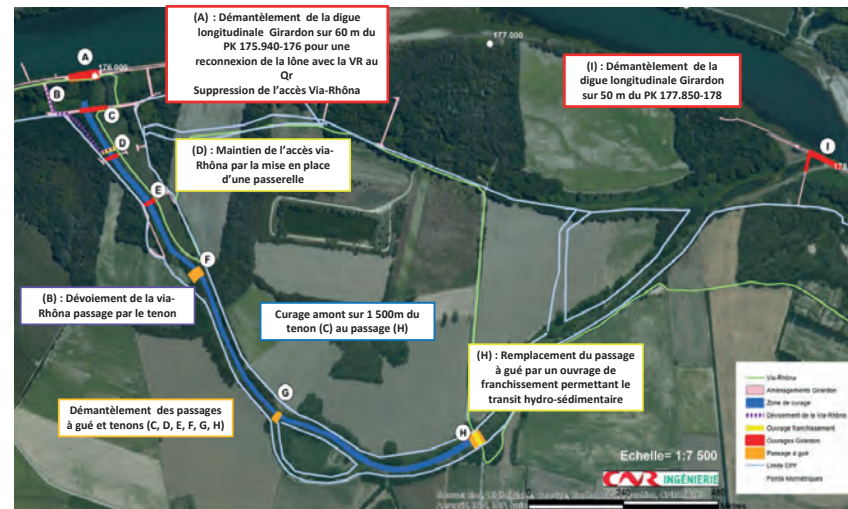 (A) : Démantèlement de la digue
longitudinale Girardon sur 60 m du
PK 175.940-176 pour une
reconnexion de la lône avec la VR au
Qr
Suppression de l'accès Via-Rhôna
A
176.000
B
C
D
E
F
G
H
I
177.000
178
(I) : Démantèlement de la
digue longitudinale Girardon
sur 50 m du PK 177.850-178
(D) : Maintien de l'accès via-
Rhôna par la mise en place
d'une passerelle
(B) : Dévoiement de la via-
Rhôna passage par le tenon
Curage amont sur 1 500m du
tenon (C) au passage (H)
(H) : Remplacement du passage
à gué par un ouvrage de
franchissement permettant le
transit hydro-sédimentaire
Démantèlement des passages
à gué et tenons (C, D, E, F, G, H)
Via-Rhôna
Aménagements Girardon
Zone de curage
Dévoiement de la Via-Rhôna
Ouvrage franchissement
Ouvrages Girardon
Passage à gué
Limite DPF
Points kilométriques
Echelle= 1:7 500
CNR INGÉNIERIE
240
480